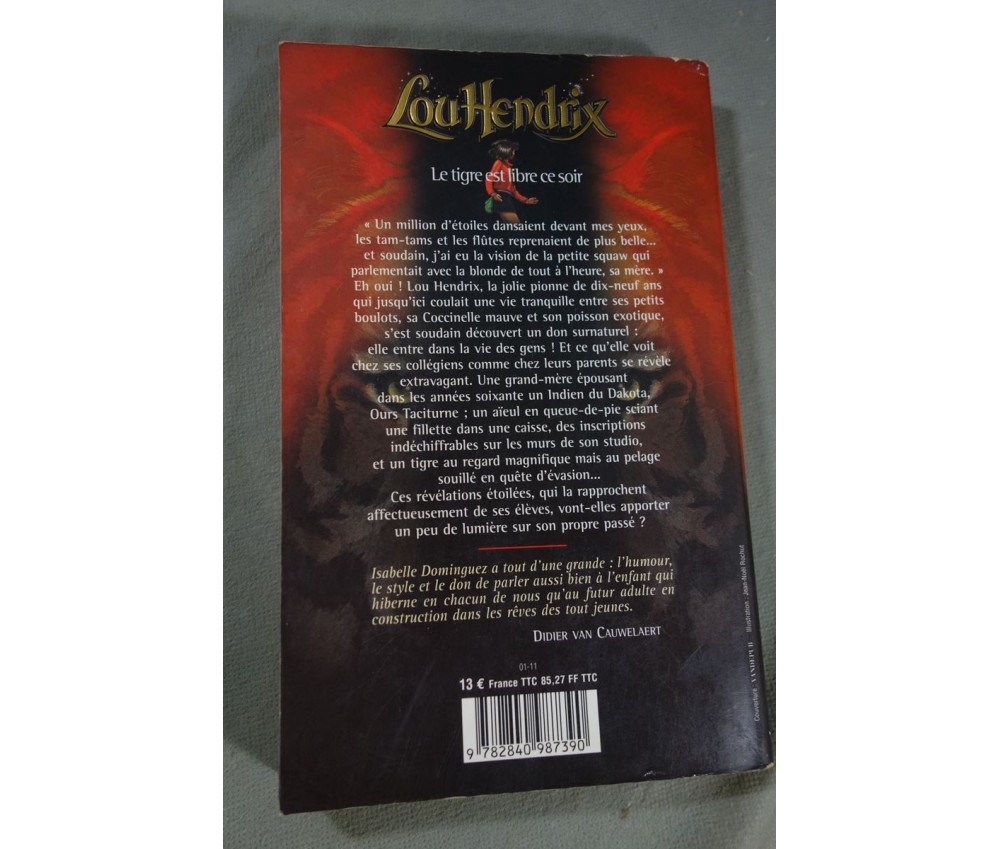 Lou Hendrix
Le tigre est libre ce soir
« Un million d'étoiles dansaient devant mes yeux,
les tam-tams et les flûtes reprenaient de plus belle...
et soudain, j'ai eu la vision de la petite squaw qui
parlementait avec la blonde de tout à l'heure, sa mère. »
Eh oui ! Lou Hendrix, la jolie pionne de dix-neuf ans
qui jusqu'ici coulait une vie tranquille entre ses petits
boulots, sa Coccinelle mauve et son poisson exotique,
s'est soudain découvert un don surnaturel :
elle entre dans la vie des gens ! Et ce qu'elle voit
chez ses collégiens comme chez leurs parents se révèle
extravagant. Une grand-mère épousant
dans les années soixante un Indien du Dakota,
Ours Taciturne ; un aïeul en queue-de-pie sciant
une fillette dans une caisse, des inscriptions
indéchiffrables sur les murs de son studio,
et un tigre au regard magnifique mais au pelage
souillé en quête d'évasion...
Ces révélations étoilées, qui la rapprochent
affectueusement de ses élèves, vont-elles apporter
un peu de lumière sur son propre passé ?
Isabelle Dominguez a tout d'une grande : l'humour,
le style et le don de parler aussi bien à l'enfant qui
hiberne en chacun de nous qu'au futur adulte en
construction dans les rêves des tout jeunes.
DIDIER VAN CAUWELAERT
01-11
13 € France TTC 85,27 FF TTC
9 782840 987390
Couverture : VANDEPUB Illustration : Jean-Noël Rochut